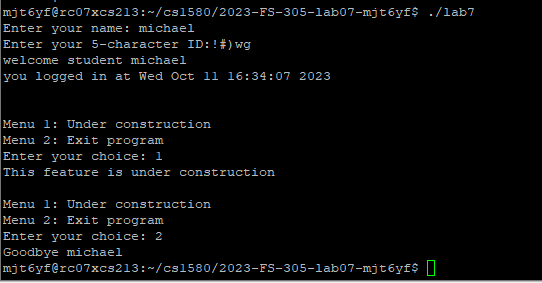 mjt6yf@rc07xcs213:~/cs1580/2023-FS-305-lab07-mjt6yf$ ./lab7
Enter your name: michael
Enter your 5-character ID:!#)wg
welcome student michael
you logged in at Wed Oct 11 16:34:07 2023
Menu 1: Under construction
Menu 2: Exit program
Enter your choice: 1
This feature is under construction
Menu 1: Under construction
Menu 2: Exit program
Enter your choice: 2
Goodbye michael
mjt6yf@rc07xcs213:~/cs1580/2023-FS-305-lab07-mjt6yf$